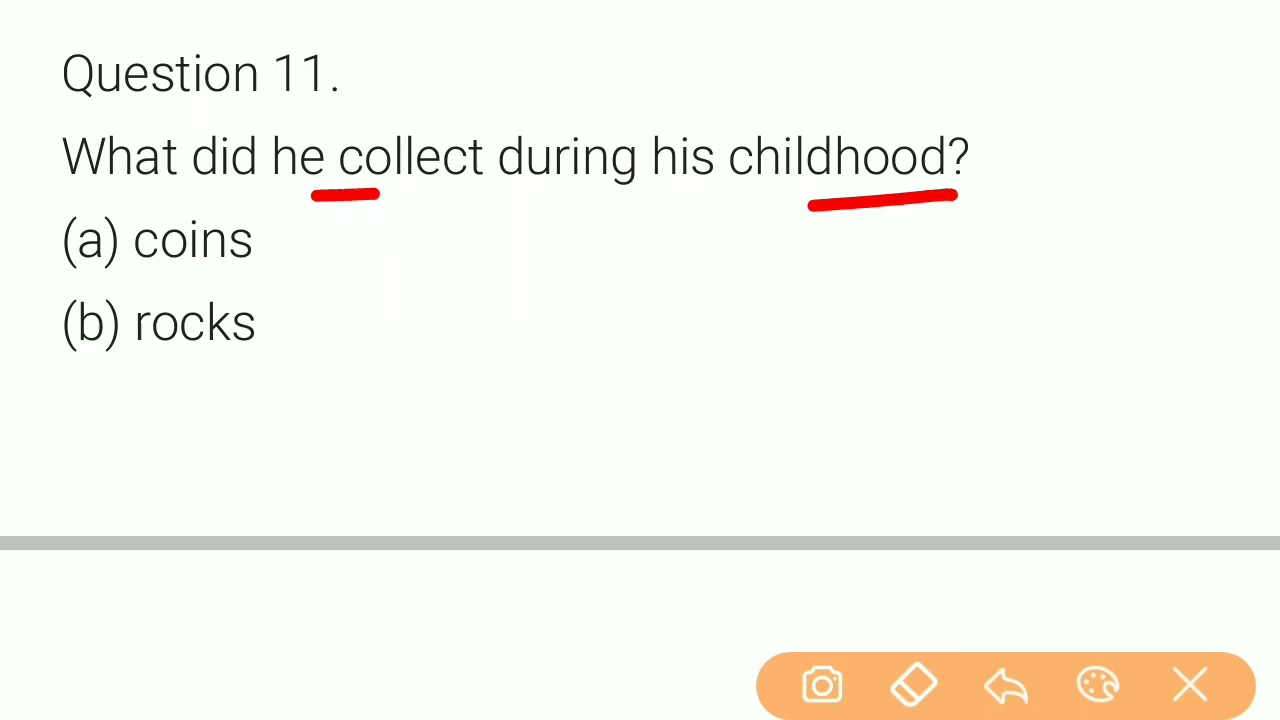 Question 11.
What did he collect during his childhood?
(a) coins
(b) rocks